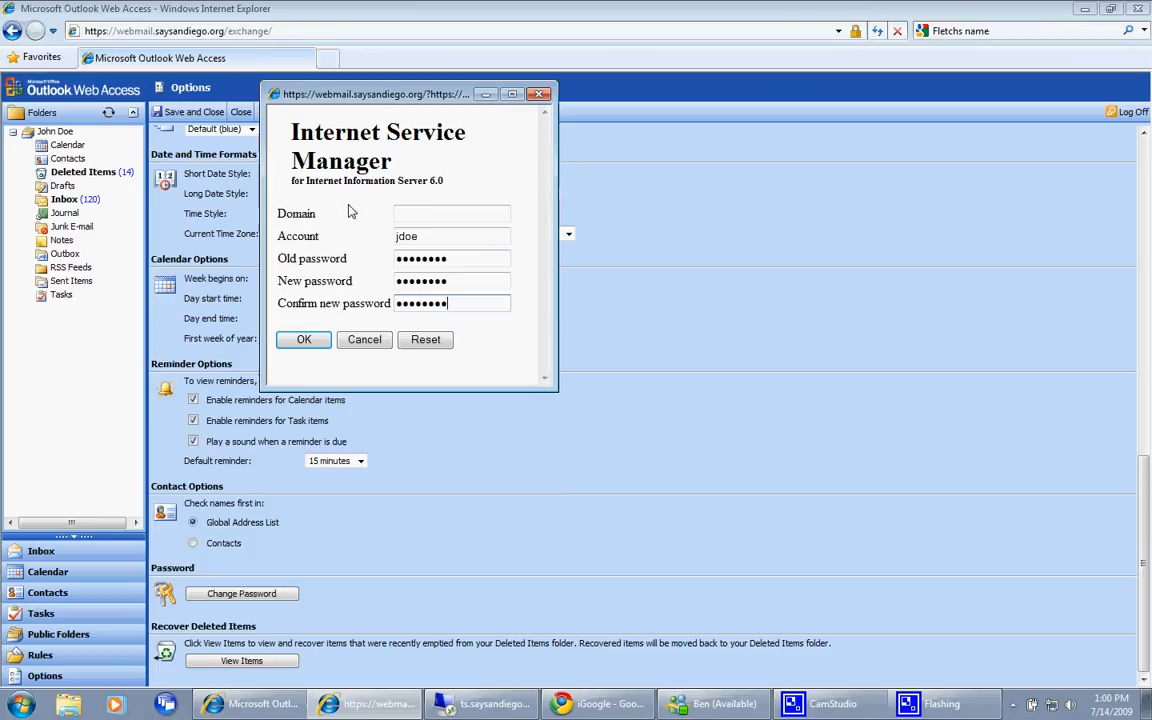 Microsoft Outlook Web Access - Windows Internet Explorer
https://webmail.saysandiego.org/exchange/
Fletchs name
Favorites
Microsoft Outlook Web Access
Microsoft Office
Outlook Web Access
Options
Folders
Save and Close
Close
Log Off
John Doe
Calendar
Contacts
Deleted Items (14)
Drafts
Inbox (120)
Journal
Junk E-mail
Notes
Outbox
RSS Feeds
Sent Items
Tasks
Inbox
Calendar
Contacts
Tasks
Public Folders
Rules
Options
Default (blue)
Date and Time Formats
Short Date Style:
Long Date Style:
Time Style:
Current Time Zone:
Calendar Options
Week begins on:
Day start time:
Day end time:
First week of year:
Reminder Options
To view reminders,
Enable reminders for Calendar items
Enable reminders for Task items
Play a sound when a reminder is due
Default reminder:
15 minutes
Contact Options
Check names first in:
Global Address List
Contacts
Password
Change Password
Recover Deleted Items
Click View Items to view and recover items that were recently emptied from your Deleted Items folder. Recovered items will be moved back to your Deleted Items folder.
View Items
https://webmail.saysandiego.org/?https://...
Internet Service
Manager
for Internet Information Server 6.0
Domain
Account jdoe
Old password ••••••••
New password ••••••••
Confirm new password ••••••••
OK
Cancel
Reset
Microsoft Outl...
https://webma...
ts.saysandiego...
iGoogle - Goo...
Ben (Available)
CamStudio
Flashing
1:00 PM
7/14/2009